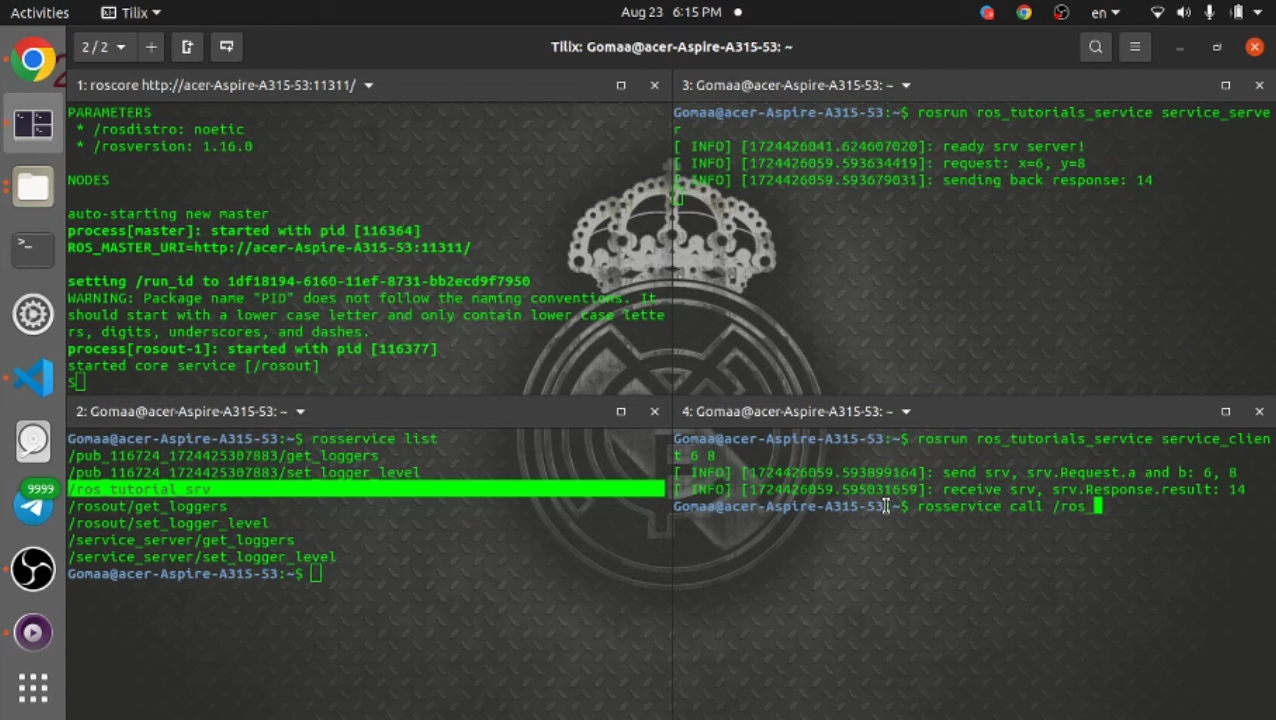 Activities
Tilix
Aug 23 6:15 PM
en
2 / 2
Tilix: Gomaa@acer-Aspire-A315-53: ~
1: roscore http://acer-Aspire-A315-53:11311/
PARAMETERS
* /rosdistro: noetic
* /rosversion: 1.16.0
NODES
auto-starting new master
process[master]: started with pid [116364]
ROS_MASTER_URI=http://acer-Aspire-A315-53:11311/
setting /run_id to 1df18194-6160-11ef-8731-bb2ecd9f7950
WARNING: Package name "PID" does not follow the naming conventions. It
should start with a lower case letter and only contain lower case lette
rs, digits, underscores, and dashes.
process[rosout-1]: started with pid [116377]
started core service [/rosout]
S
3: Gomaa@acer-Aspire-A315-53: ~
Gomaa@acer-Aspire-A315-53:~$ rosrun ros_tutorials_service service_serve
r
[ INFO] [1724426041.624607020]: ready srv server!
[ INFO] [1724426059.593634419]: request: x=6, y=8
[ INFO] [1724426059.593679031]: sending back response: 14
2: Gomaa@acer-Aspire-A315-53: ~
Gomaa@acer-Aspire-A315-53:~$ rosservice list
/pub_116724_1724425307883/get_loggers
/pub_116724_1724425307883/set_logger_level
/ros_tutorial_srv
/rosout/get_loggers
/rosout/set_logger_level
/service_server/get_loggers
/service_server/set_logger_level
Gomaa@acer-Aspire-A315-53:~$
4: Gomaa@acer-Aspire-A315-53: ~
Gomaa@acer-Aspire-A315-53:~$ rosrun ros_tutorials_service service_clien
t 6 8
[ INFO] [1724426059.593899164]: send srv, srv.Request.a and b: 6, 8
[ INFO] [1724426059.595031659]: receive srv, srv.Response.result: 14
Gomaa@acer-Aspire-A315-53:~$ rosservice call /ros_
9999